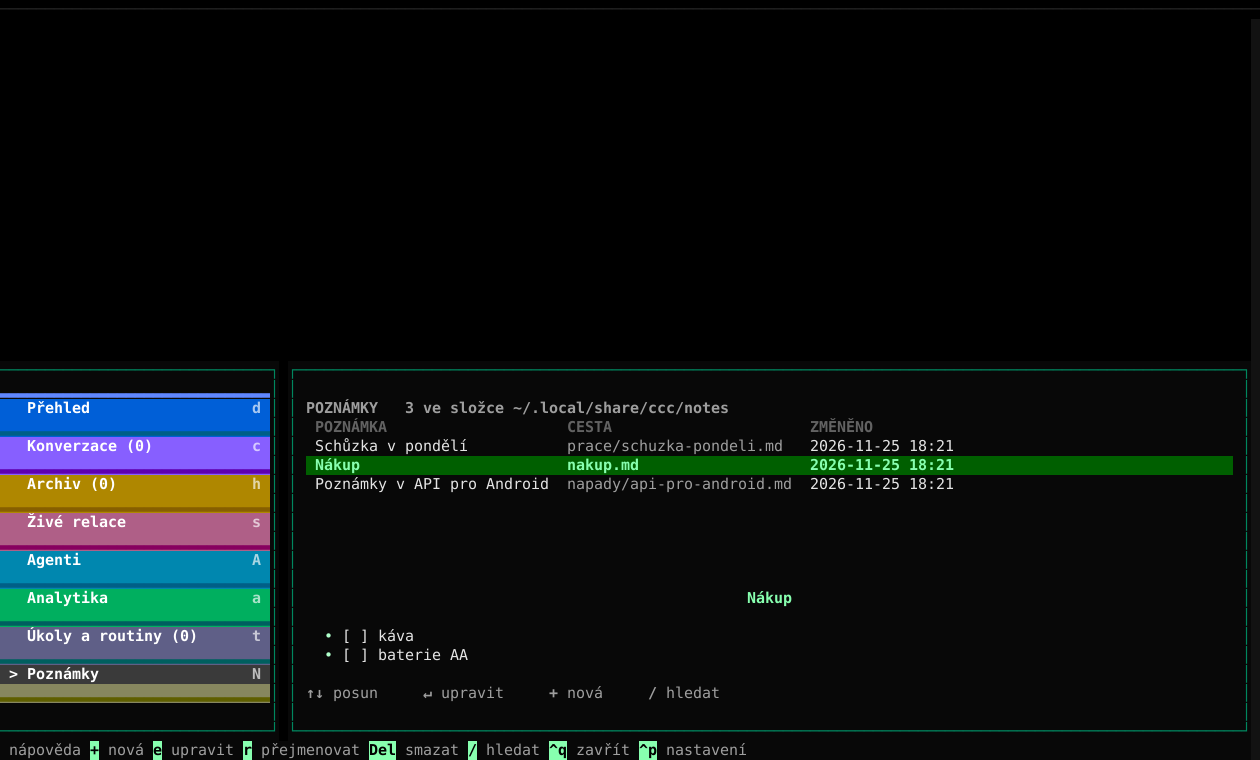 Přehled d
Konverzace (0) c
Archiv (0) h
Živé relace s
Agenti A
Analytika a
Úkoly a routiny (0) t
> Poznámky N
POZNÁMKY 3 ve složce ~/.local/share/ccc/notes
POZNÁMKA CESTA ZMĚNĚNO
Schůzka v pondělí prace/schuzka-pondeli.md 2026-11-25 18:21
Nákup nakup.md 2026-11-25 18:21
Poznámky v API pro Android napady/api-pro-android.md 2026-11-25 18:21
Nákup
• [ ] káva
• [ ] baterie AA
↑↓ posun ↵ upravit + nová / hledat
nápověda + nová e upravit r přejmenovat Del smazat / hledat ^q zavřít ^p nastavení